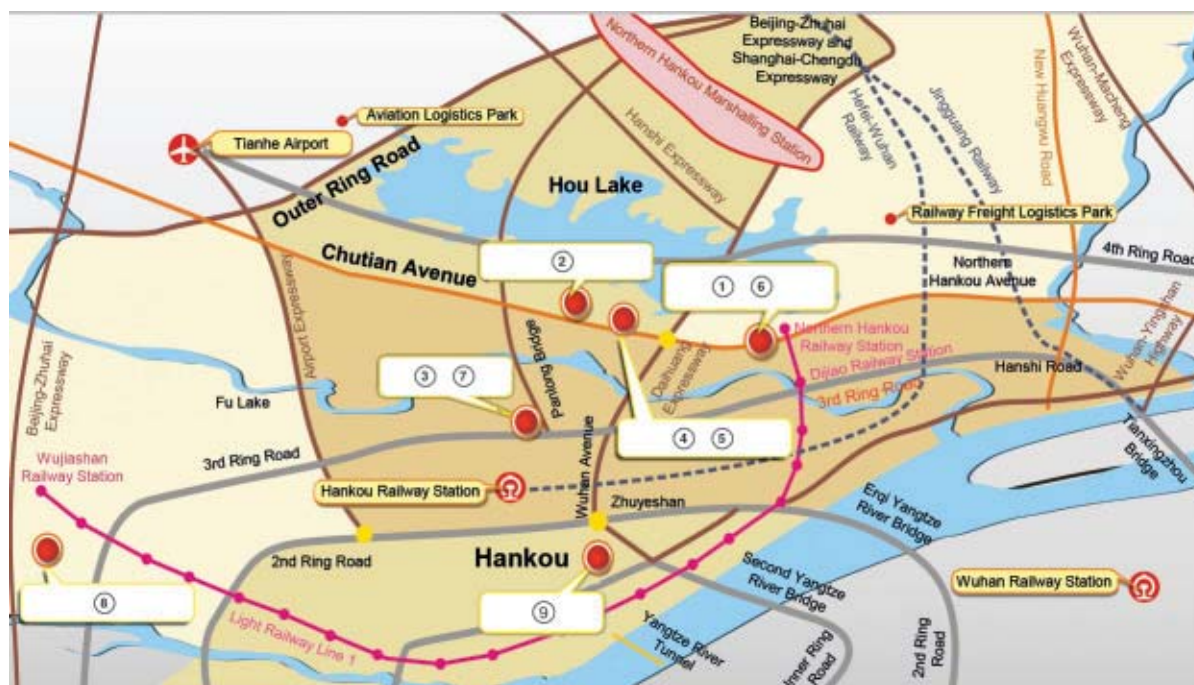 Beijing-Zhuhai
Expressway and
Shanghai-Chengdu
Expressway
Northern Hankou Marshalling Station
New Huangwu Road
Wuhan-Macheng
Expressway
Aviation Logistics Park
Tianhe Airport
Outer Ring Road
Hanshi Expressway
Hefei-Wuhan
Railway
Jingguang Railway
Hou Lake
Railway Freight Logistics Park
4th Ring Road
Chutian Avenue
②
① ⑥
Northern
Hankou Avenue
Airport Expressway
Panlong Bridge
Daihuang
Expressway
Northern Hankou
Railway Station
Dijiao Railway Station
3rd Ring Road
Hanshi Road
Wuhan-Yingshan
Highway
Beijing-Zhuhai
Expressway
Fu Lake
③ ⑦
④ ⑤
3rd Ring Road
Wujiashan
Railway Station
Hankou Railway Station
Wuhan Avenue
Zhuyeshan
Tianxingzhou
Bridge
Erqi Yangtze
River Bridge
2nd Ring Road
Hankou
Second Yangtze
River Bridge
Wuhan Railway Station
⑧
⑨
Light Railway Line 1
Yangtze River
Tunnel
Inner Ring
Road
2nd Ring
Road